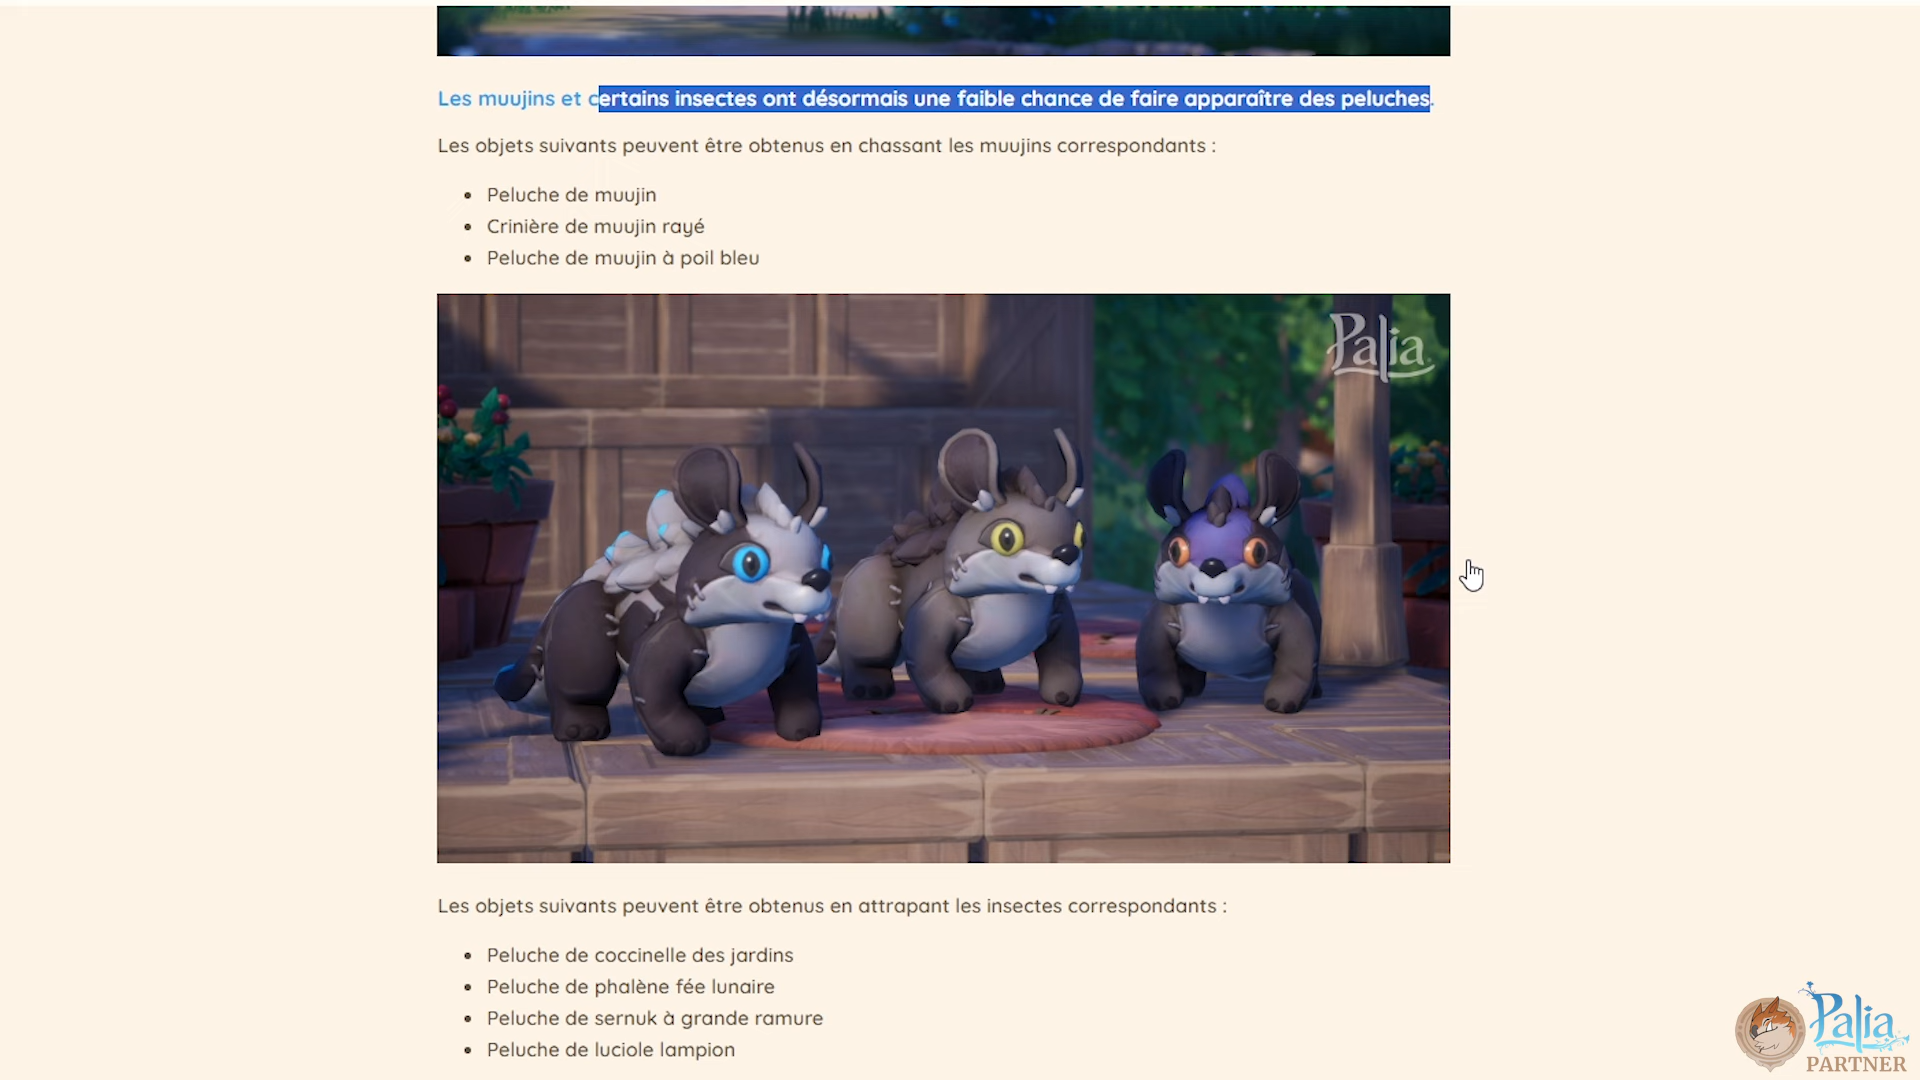 Les muujins et certains insectes ont désormais une faible chance de faire apparaître des peluches.
Les objets suivants peuvent être obtenus en chassant les muujins correspondants :
Peluche de muujin
Crinière de muujin rayé
Peluche de muujin à poil bleu
Palia
Les objets suivants peuvent être obtenus en attrapant les insectes correspondants :
Peluche de coccinelle des jardins
Peluche de phalène fée lunaire
Peluche de sernuk à grande ramure
Peluche de luciole lampion
Palia
PARTNER